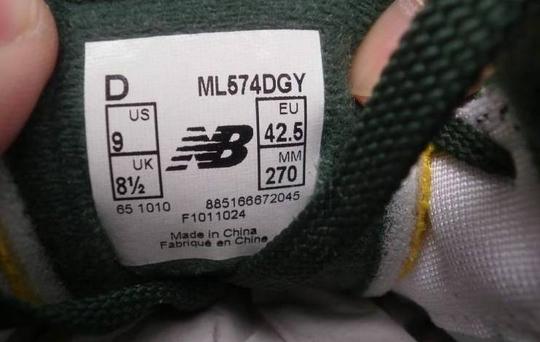 D ML574DGY
US 9 EU 42.5
UK 8½ MM 270
NB
65 1010 885166672045
F1011024
Made in China
Fabriqué en Chine